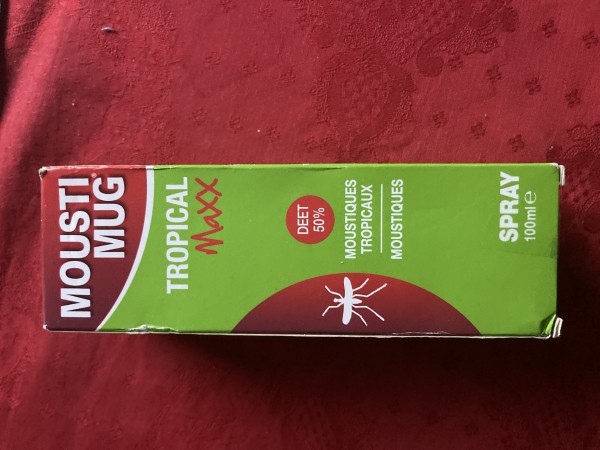 MOUSTI
MUG
TROPICAL
Maxx
DEET
50%
MOUSTIQUES
TROPICAUX
MOUSTIQUES
SPRAY
100ml e